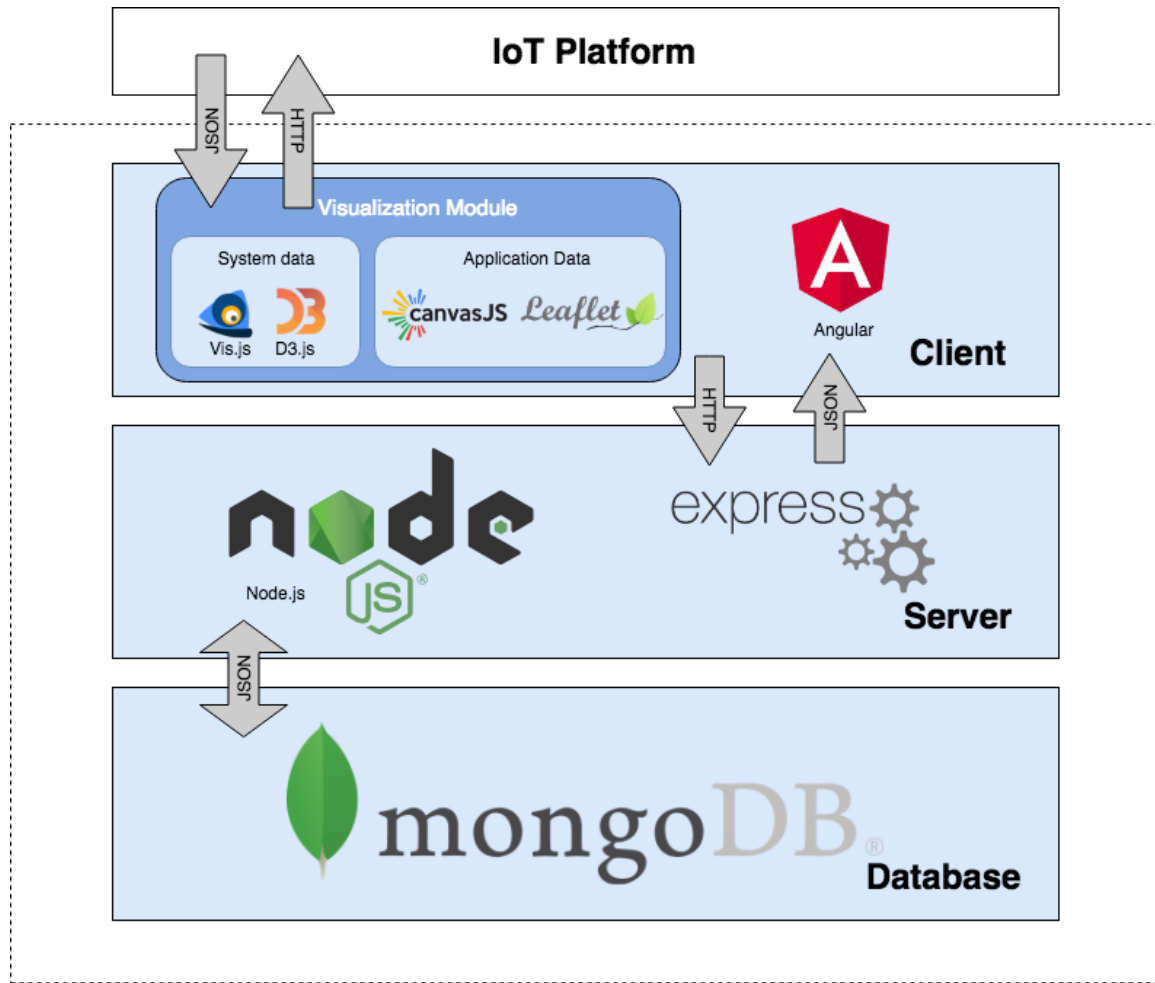 IoT Platform
JSON
HTTP
Visualization Module
System data
Application Data
Vis.js
D3.js
canvasJS
Leaflet
Angular
Client
HTTP
JSON
node
JS®
Node.js
express
Server
JSON
mongoDB®
Database